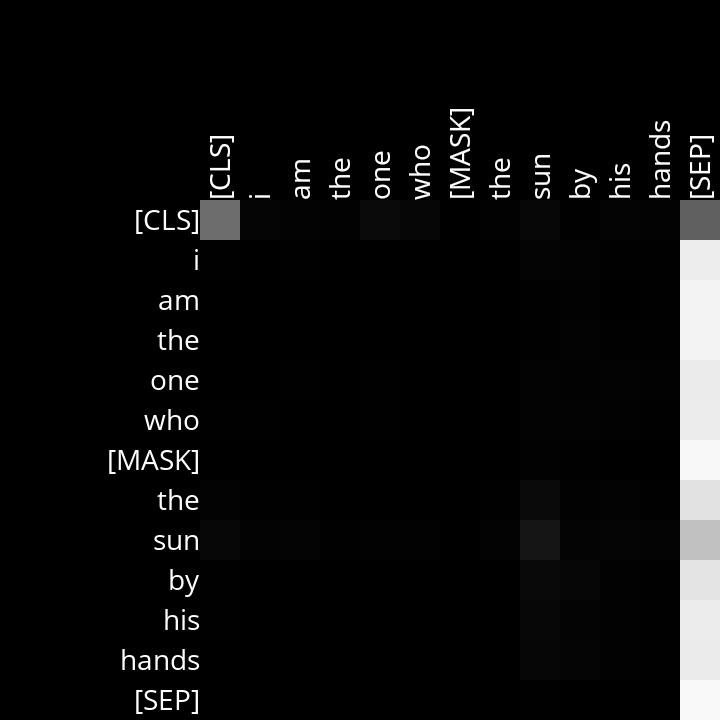 [CLS] i am the one who [MASK] the sun by his hands [SEP]
[CLS]
i
am
the
one
who
[MASK]
the
sun
by
his
hands
[SEP]